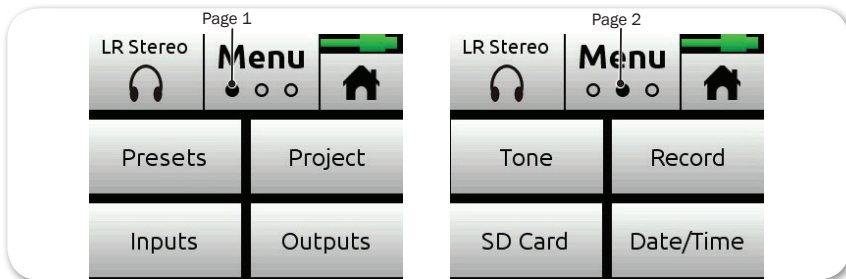 Page 1
LR Stereo
Menu
Presets
Project
Inputs
Outputs
Page 2
LR Stereo
Menu
Tone
Record
SD Card
Date/Time